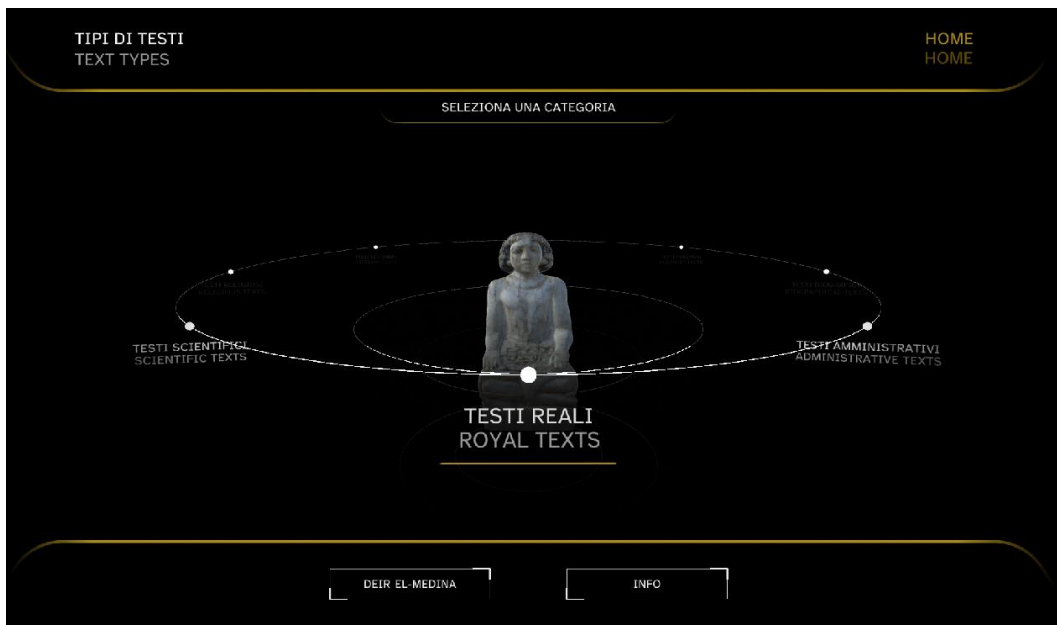 TIPI DI TESTI
TEXT TYPES
HOME
HOME
SELEZIONA UNA CATEGORIA
TESTI SCIENTIFICI
SCIENTIFIC TEXTS
TESTI AMMINISTRATIVI
ADMINISTRATIVE TEXTS
TESTI REALI
ROYAL TEXTS
DEIR EL-MEDINA
INFO